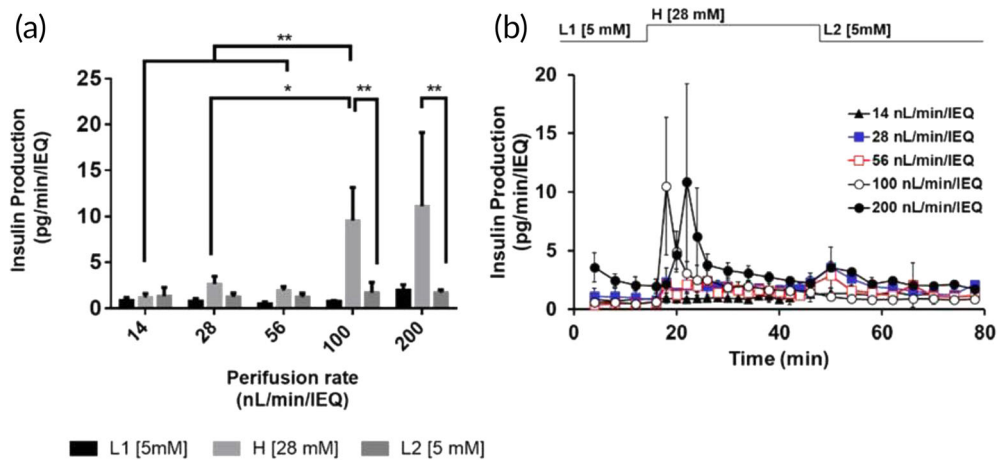 (a)
**
*
**
**
25
20
15
10
5
0
Insulin Production
(pg/min/IEQ)
14
28
56
100
200
Perifusion rate
(nL/min/IEQ)
L1 [5mM]
H [28 mM]
L2 [5 mM]
(b)
L1 [5 mM]
H [28 mM]
L2 [5mM]
20
15
10
5
0
Insulin Production
(pg/min/IEQ)
14 nL/min/IEQ
28 nL/min/IEQ
56 nL/min/IEQ
100 nL/min/IEQ
200 nL/min/IEQ
0
20
40
60
80
Time (min)